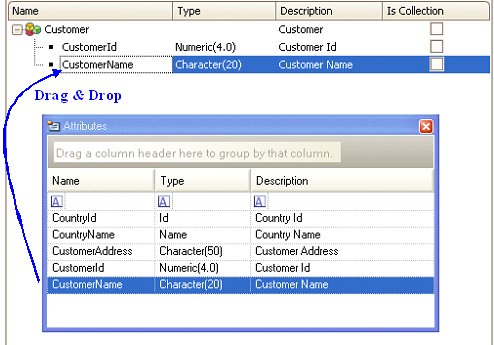 Name Type Description Is Collection
Customer Customer
CustomerId Numeric(4.0) Customer Id
CustomerName Character(20) Customer Name
Drag & Drop
Attributes
Drag a column header here to group by that column.
Name Type Description
A A A
CountryId Id Country Id
CountryName Name Country Name
CustomerAddress Character(50) Customer Address
CustomerId Numeric(4.0) Customer Id
CustomerName Character(20) Customer Name